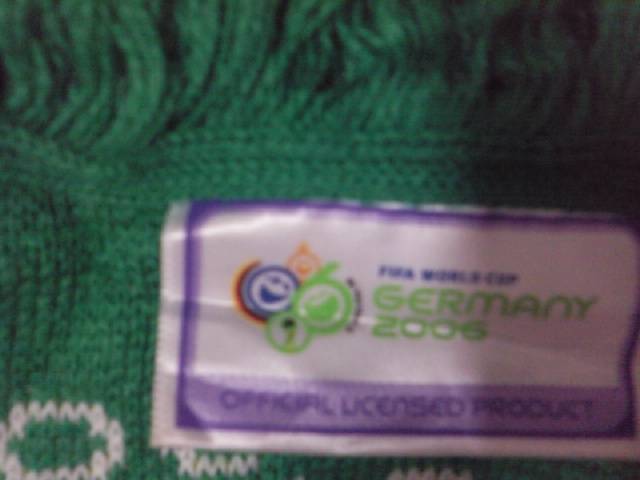 FIFA WORLD CUP
GERMANY
2006
OFFICIAL LICENSED PRODUCT